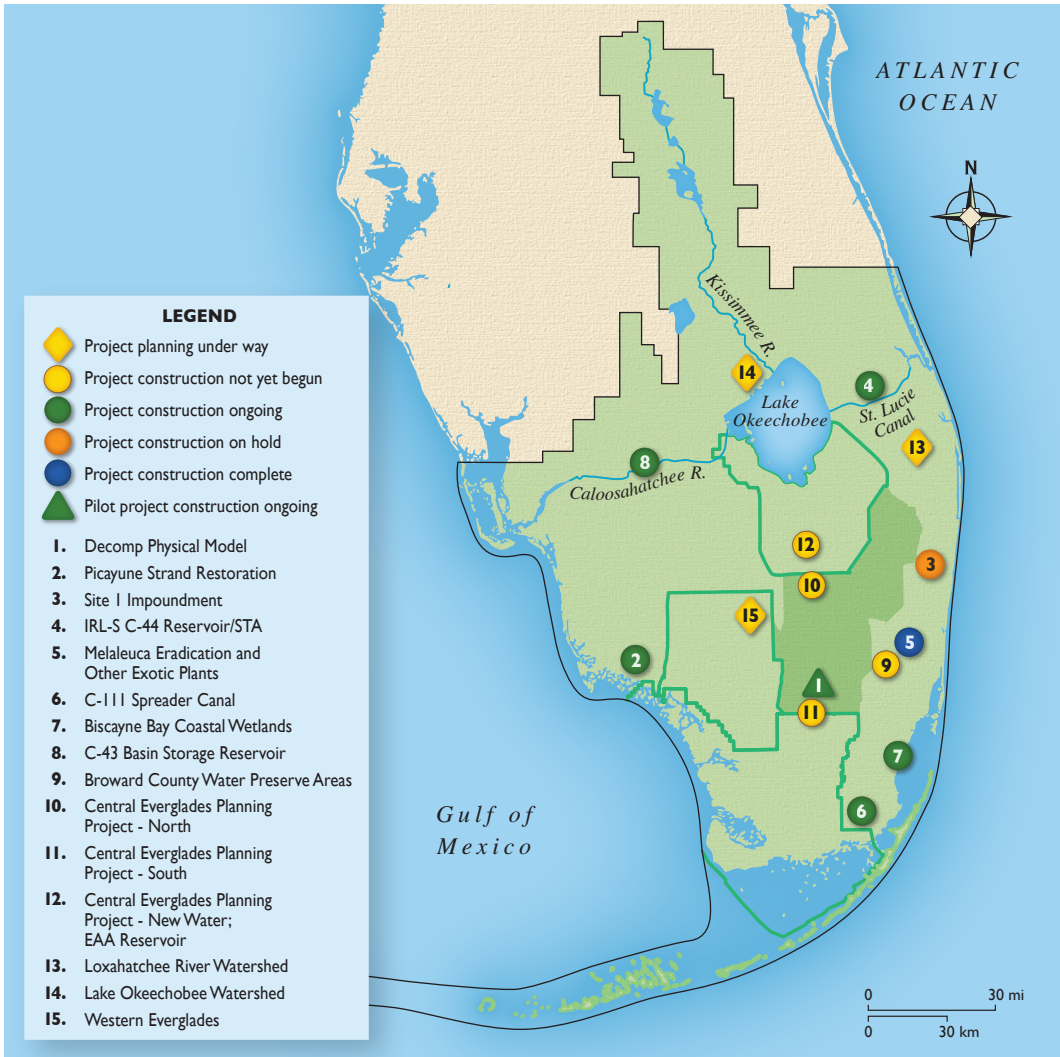 ATLANTIC
OCEAN
N
Kissimmee R.
14
Lake
Okeechobee
4
St. Lucie
Canal
13
8
Caloosahatchee R.
12
10
3
15
5
2
9
1
11
7
6
Gulf of
Mexico
0 30 mi
0 30 km
LEGEND
Project planning under way
Project construction not yet begun
Project construction ongoing
Project construction on hold
Project construction complete
Pilot project construction ongoing
1. Decomp Physical Model
2. Picayune Strand Restoration
3. Site 1 Impoundment
4. IRL-S C-44 Reservoir/STA
5. Melaleuca Eradication and
Other Exotic Plants
6. C-111 Spreader Canal
7. Biscayne Bay Coastal Wetlands
8. C-43 Basin Storage Reservoir
9. Broward County Water Preserve Areas
10. Central Everglades Planning
Project - North
11. Central Everglades Planning
Project - South
12. Central Everglades Planning
Project - New Water;
EAA Reservoir
13. Loxahatchee River Watershed
14. Lake Okeechobee Watershed
15. Western Everglades